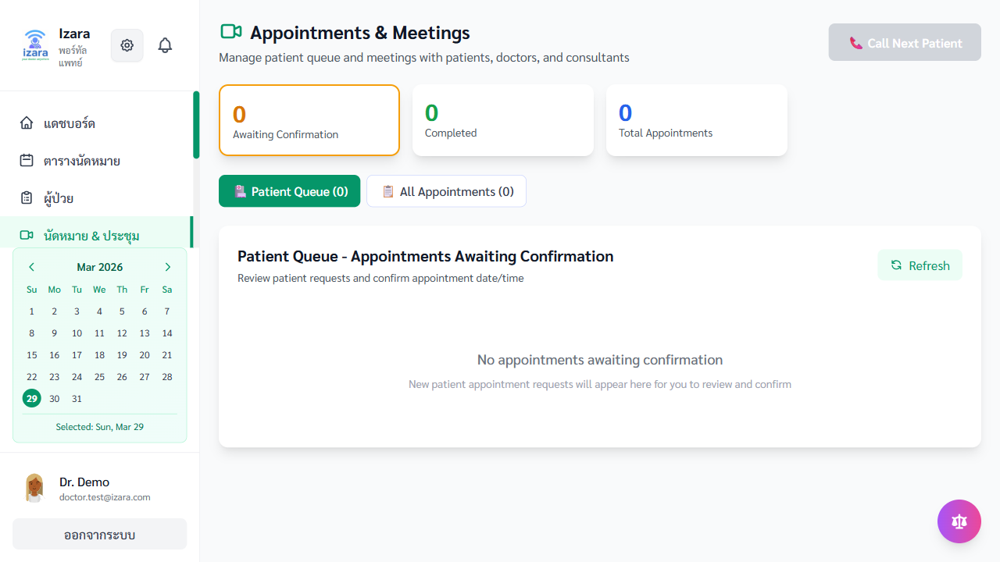 izara
Izara
พอร์ทัล
แพทย์
แดชบอร์ด
ตารางนัดหมาย
ผู้ป่วย
นัดหมาย & ประชุม
Mar 2026
Su Mo Tu We Th Fr Sa
1 2 3 4 5 6 7
8 9 10 11 12 13 14
15 16 17 18 19 20 21
22 23 24 25 26 27 28
29 30 31
Selected: Sun, Mar 29
Dr. Demo
doctor.test@izara.com
ออกจากระบบ
Appointments & Meetings
Manage patient queue and meetings with patients, doctors, and consultants
Call Next Patient
0
Awaiting Confirmation
0
Completed
0
Total Appointments
Patient Queue (0)
All Appointments (0)
Patient Queue - Appointments Awaiting Confirmation
Review patient requests and confirm appointment date/time
Refresh
No appointments awaiting confirmation
New patient appointment requests will appear here for you to review and confirm